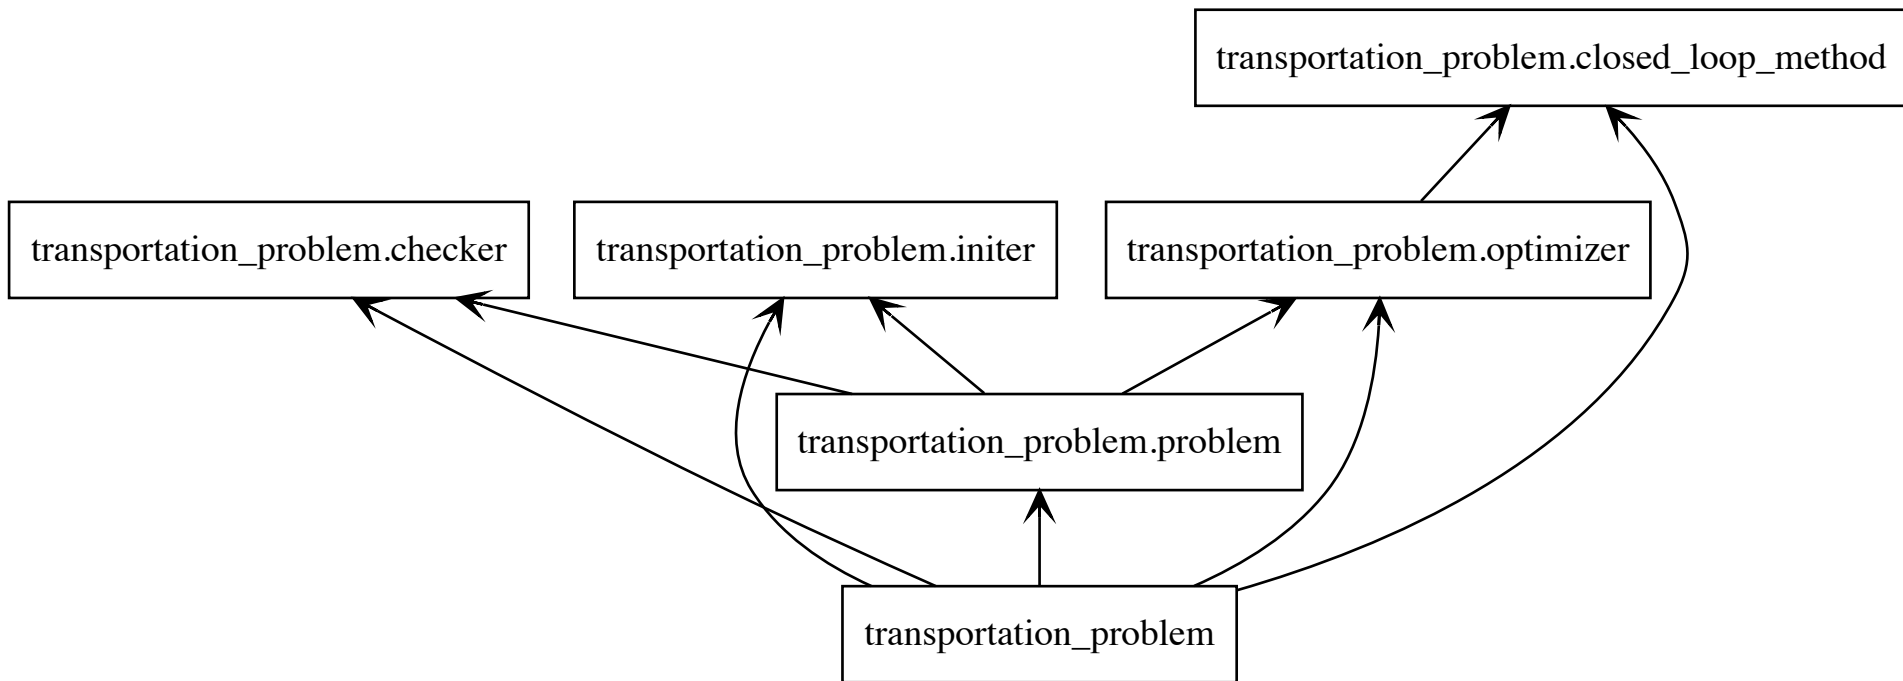 transportation_problem.closed_loop_method
transportation_problem.checker
transportation_problem.initer
transportation_problem.optimizer
transportation_problem.problem
transportation_problem